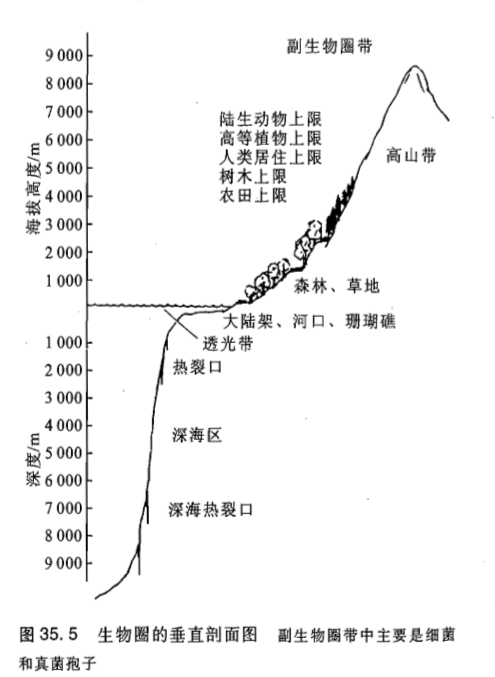 副生物圈带
9 000
8 000
7 000
6 000
5 000
4 000
3 000
2 000
1 000
海拔高度/m
陆生动物上限
高等植物上限
人类居住上限
树木上限
农田上限
高山带
森林、草地
大陆架、河口、珊瑚礁
透光带
1 000
2 000
3 000
4 000
5 000
6 000
7 000
8 000
9 000
深度/m
热裂口
深海区
深海热裂口
图 35.5 生物圈的垂直剖面图 副生物圈带中主要是细菌
和真菌孢子